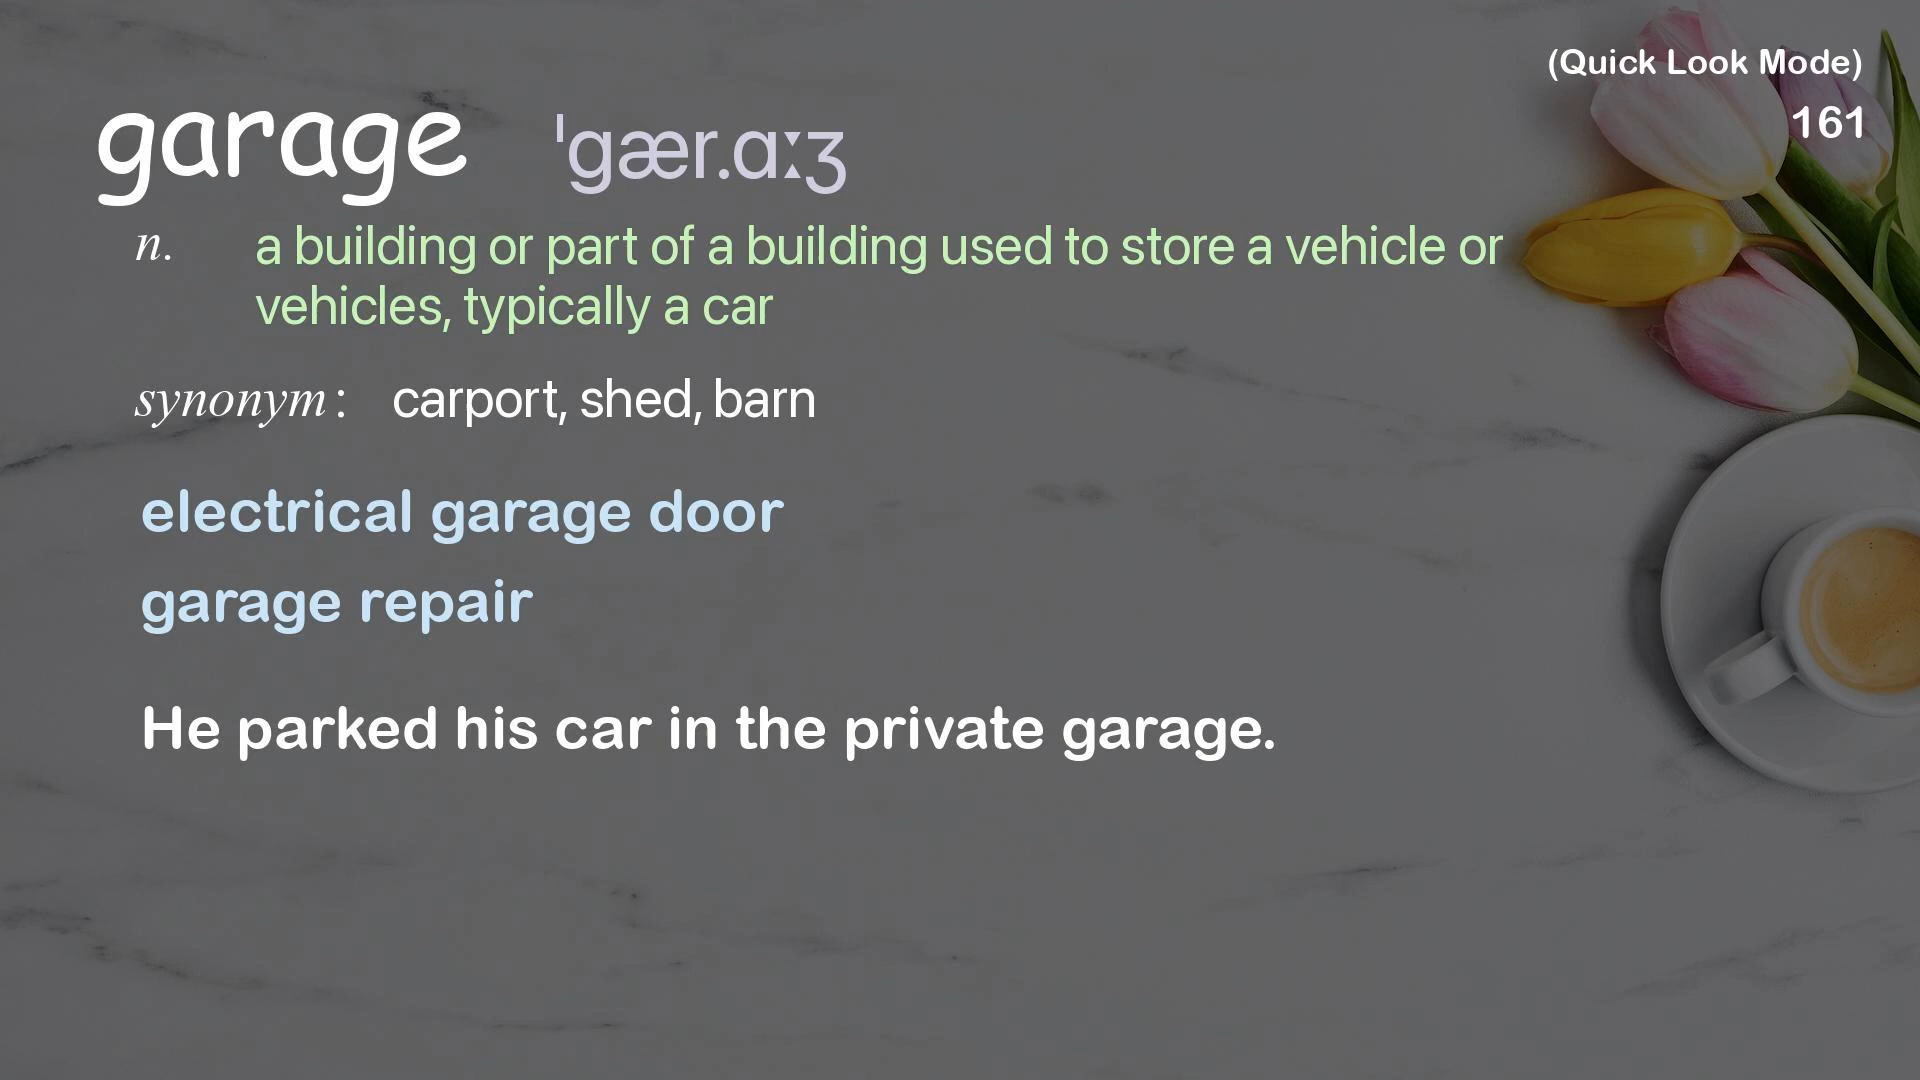 (Quick Look Mode)
161
garage ˈɡær.ɑːʒ
n. a building or part of a building used to store a vehicle or
vehicles, typically a car
synonym: carport, shed, barn
electrical garage door
garage repair
He parked his car in the private garage.